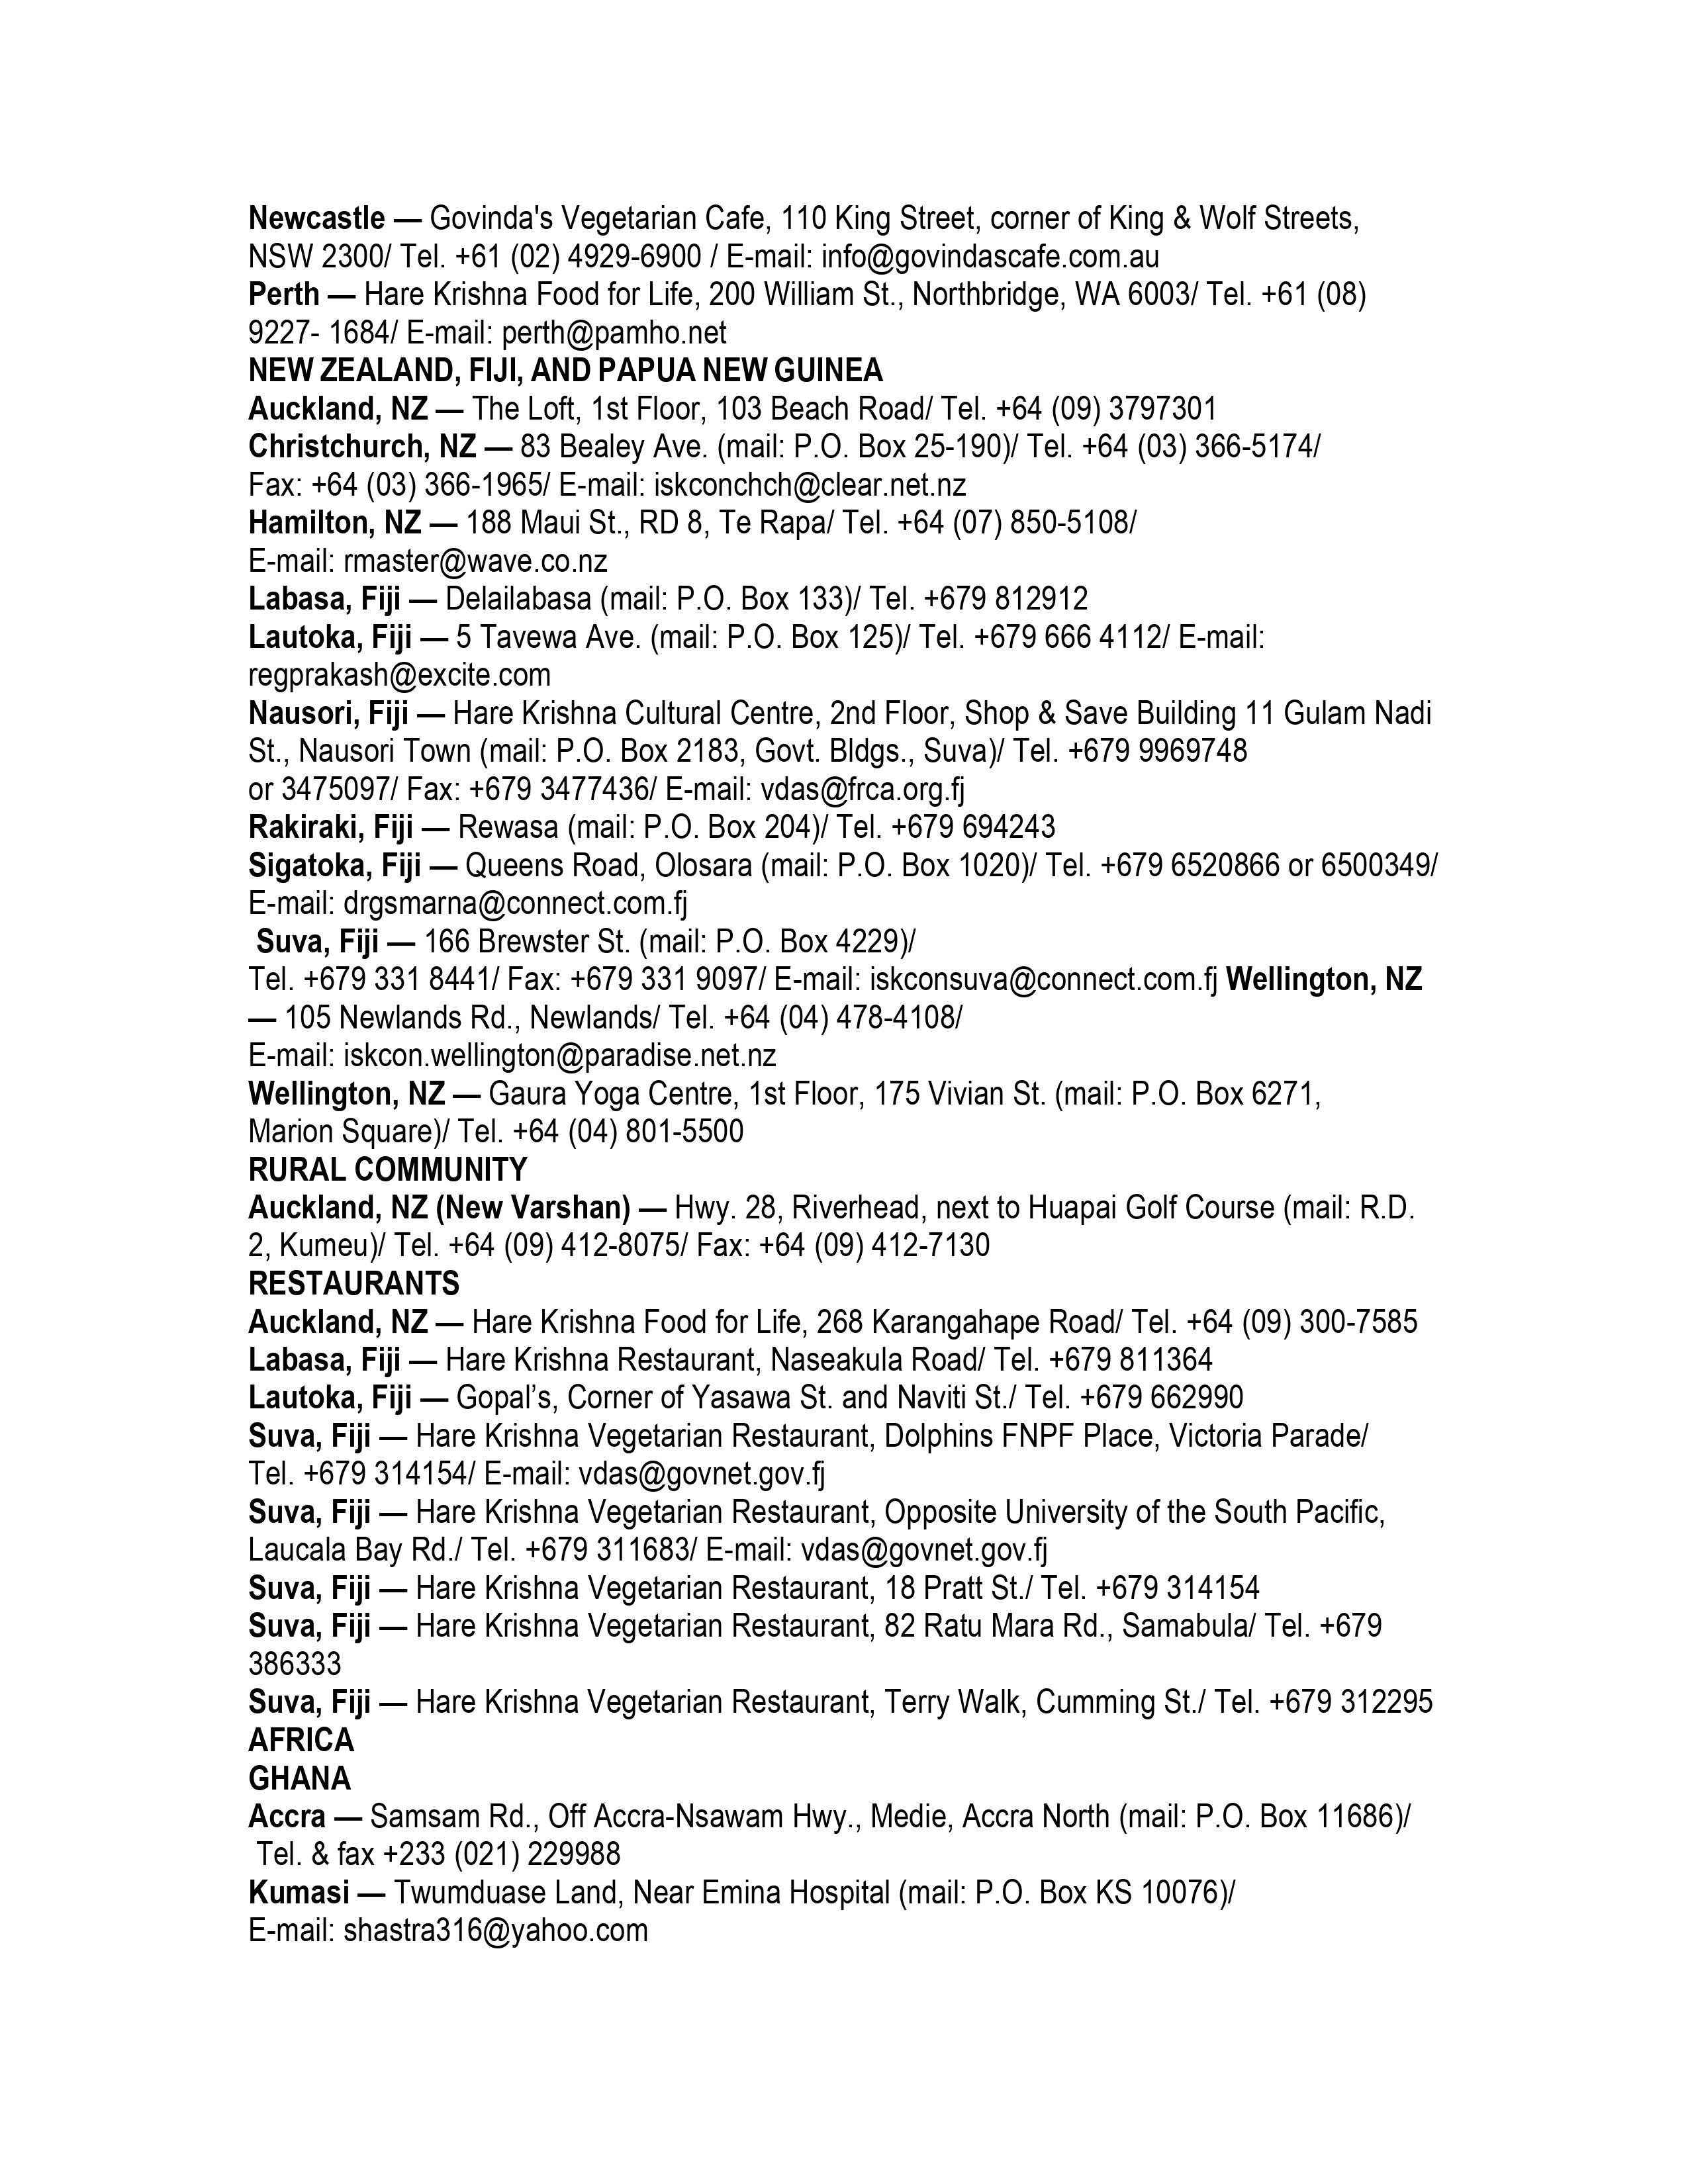 Newcastle — Govinda's Vegetarian Cafe, 110 King Street, corner of King & Wolf Streets,
NSW 2300/ Tel. +61 (02) 4929-6900 / E-mail: info@govindascafe.com.au
Perth — Hare Krishna Food for Life, 200 William St., Northbridge, WA 6003/ Tel. +61 (08)
9227- 1684/ E-mail: perth@pamho.net
NEW ZEALAND, FIJI, AND PAPUA NEW GUINEA
Auckland, NZ — The Loft, 1st Floor, 103 Beach Road/ Tel. +64 (09) 3797301
Christchurch, NZ — 83 Bealey Ave. (mail: P.O. Box 25-190)/ Tel. +64 (03) 366-5174/
Fax: +64 (03) 366-1965/ E-mail: iskconchch@clear.net.nz
Hamilton, NZ — 188 Maui St., RD 8, Te Rapa/ Tel. +64 (07) 850-5108/
E-mail: rmaster@wave.co.nz
Labasa, Fiji — Delailabasa (mail: P.O. Box 133)/ Tel. +679 812912
Lautoka, Fiji — 5 Tavewa Ave. (mail: P.O. Box 125)/ Tel. +679 666 4112/ E-mail:
regprakash@excite.com
Nausori, Fiji — Hare Krishna Cultural Centre, 2nd Floor, Shop & Save Building 11 Gulam Nadi
St., Nausori Town (mail: P.O. Box 2183, Govt. Bldgs., Suva)/ Tel. +679 9969748
or 3475097/ Fax: +679 3477436/ E-mail: vdas@frca.org.fj
Rakiraki, Fiji — Rewasa (mail: P.O. Box 204)/ Tel. +679 694243
Sigatoka, Fiji — Queens Road, Olosara (mail: P.O. Box 1020)/ Tel. +679 6520866 or 6500349/
E-mail: drgsmarna@connect.com.fj
Suva, Fiji — 166 Brewster St. (mail: P.O. Box 4229)/
Tel. +679 331 8441/ Fax: +679 331 9097/ E-mail: iskconsuva@connect.com.fj Wellington, NZ
— 105 Newlands Rd., Newlands/ Tel. +64 (04) 478-4108/
E-mail: iskcon.wellington@paradise.net.nz
Wellington, NZ — Gaura Yoga Centre, 1st Floor, 175 Vivian St. (mail: P.O. Box 6271,
Marion Square)/ Tel. +64 (04) 801-5500
RURAL COMMUNITY
Auckland, NZ (New Varshan) — Hwy. 28, Riverhead, next to Huapai Golf Course (mail: R.D.
2, Kumeu)/ Tel. +64 (09) 412-8075/ Fax: +64 (09) 412-7130
RESTAURANTS
Auckland, NZ — Hare Krishna Food for Life, 268 Karangahape Road/ Tel. +64 (09) 300-7585
Labasa, Fiji — Hare Krishna Restaurant, Naseakula Road/ Tel. +679 811364
Lautoka, Fiji — Gopal’s, Corner of Yasawa St. and Naviti St./ Tel. +679 662990
Suva, Fiji — Hare Krishna Vegetarian Restaurant, Dolphins FNPF Place, Victoria Parade/
Tel. +679 314154/ E-mail: vdas@govnet.gov.fj
Suva, Fiji — Hare Krishna Vegetarian Restaurant, Opposite University of the South Pacific,
Laucala Bay Rd./ Tel. +679 311683/ E-mail: vdas@govnet.gov.fj
Suva, Fiji — Hare Krishna Vegetarian Restaurant, 18 Pratt St./ Tel. +679 314154
Suva, Fiji — Hare Krishna Vegetarian Restaurant, 82 Ratu Mara Rd., Samabula/ Tel. +679
386333
Suva, Fiji — Hare Krishna Vegetarian Restaurant, Terry Walk, Cumming St./ Tel. +679 312295
AFRICA
GHANA
Accra — Samsam Rd., Off Accra-Nsawam Hwy., Medie, Accra North (mail: P.O. Box 11686)/
Tel. & fax +233 (021) 229988
Kumasi — Twumduase Land, Near Emina Hospital (mail: P.O. Box KS 10076)/
E-mail: shastra316@yahoo.com